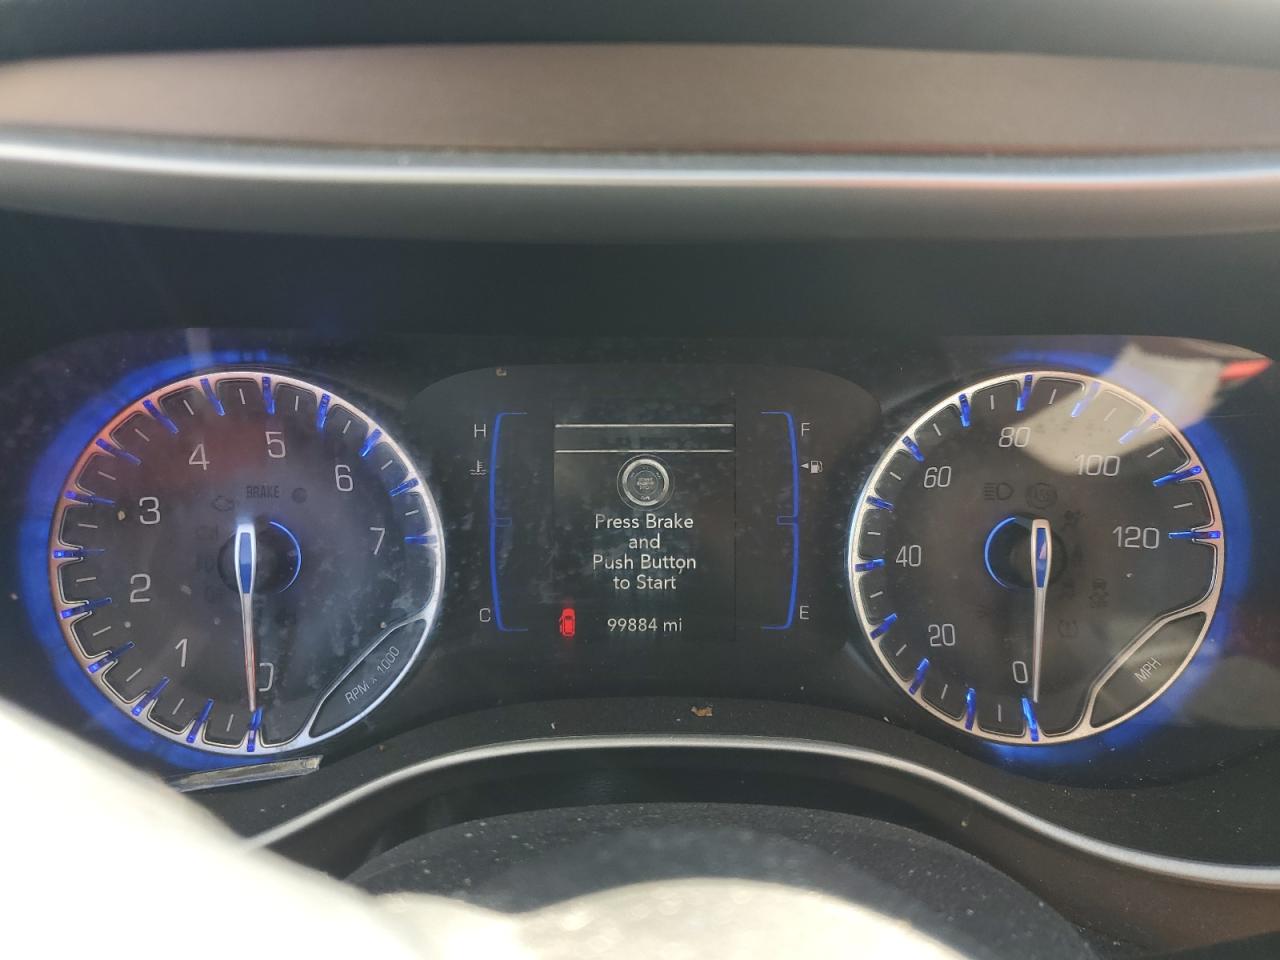 0
1
2
3
4
5
6
7
RPM x 1000
BRAKE
H
C
F
E
Press Brake
and
Push Button
to Start
99884 mi
0
20
40
60
80
100
120
MPH